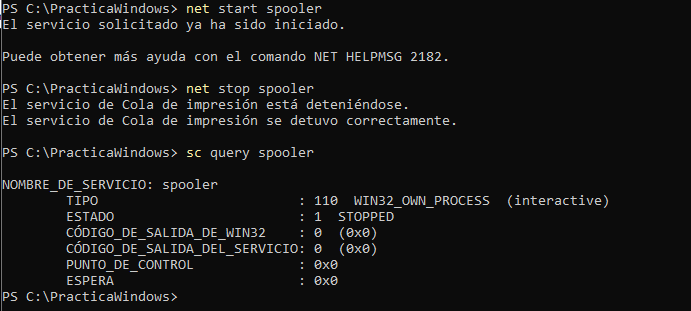 PS C:\PracticaWindows> net start spooler
El servicio solicitado ya ha sido iniciado.
Puede obtener más ayuda con el comando NET HELPMSG 2182.
PS C:\PracticaWindows> net stop spooler
El servicio de Cola de impresión está deteniéndose.
El servicio de Cola de impresión se detuvo correctamente.
PS C:\PracticaWindows> sc query spooler
NOMBRE_DE_SERVICIO: spooler
TIPO : 110 WIN32_OWN_PROCESS (interactive)
ESTADO : 1 STOPPED
CÓDIGO_DE_SALIDA_DE_WIN32 : 0 (0x0)
CÓDIGO_DE_SALIDA_DEL_SERVICIO: 0 (0x0)
PUNTO_DE_CONTROL : 0x0
ESPERA : 0x0
PS C:\PracticaWindows>